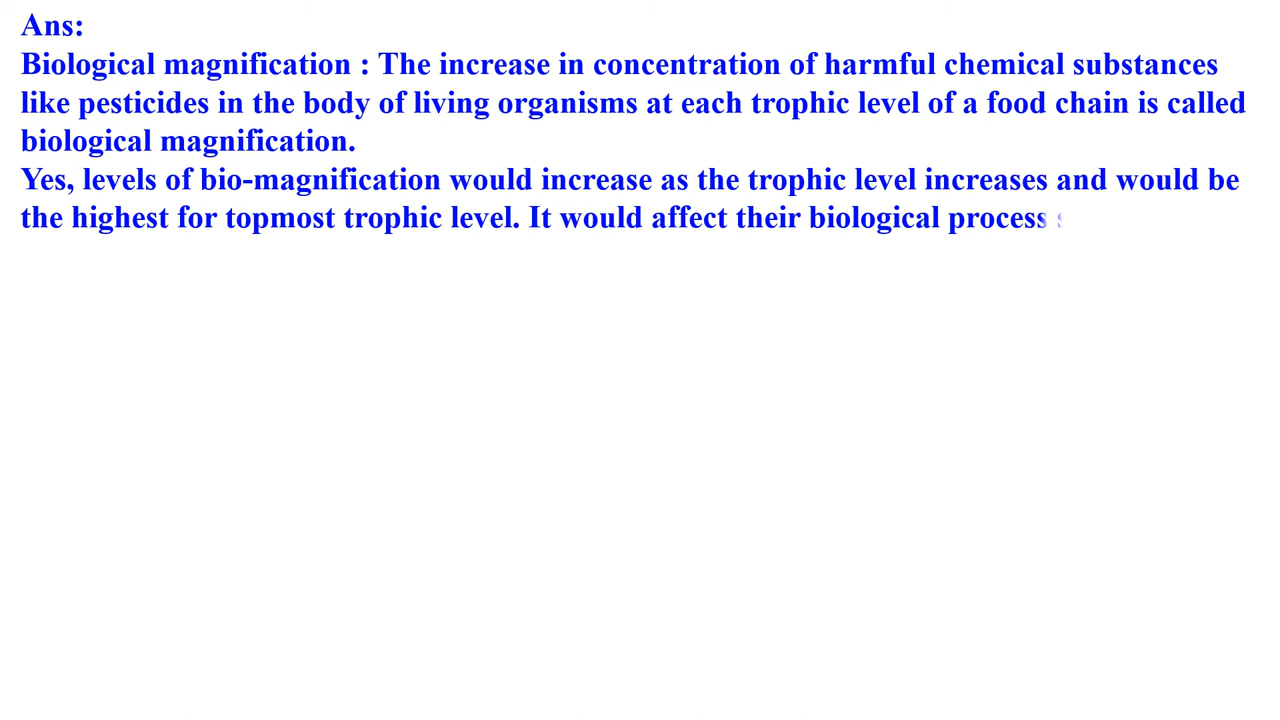 Ans:
Biological magnification : The increase in concentration of harmful chemical substances
like pesticides in the body of living organisms at each trophic level of a food chain is called
biological magnification.
Yes, levels of bio-magnification would increase as the trophic level increases and would be
the highest for topmost trophic level. It would affect their biological process